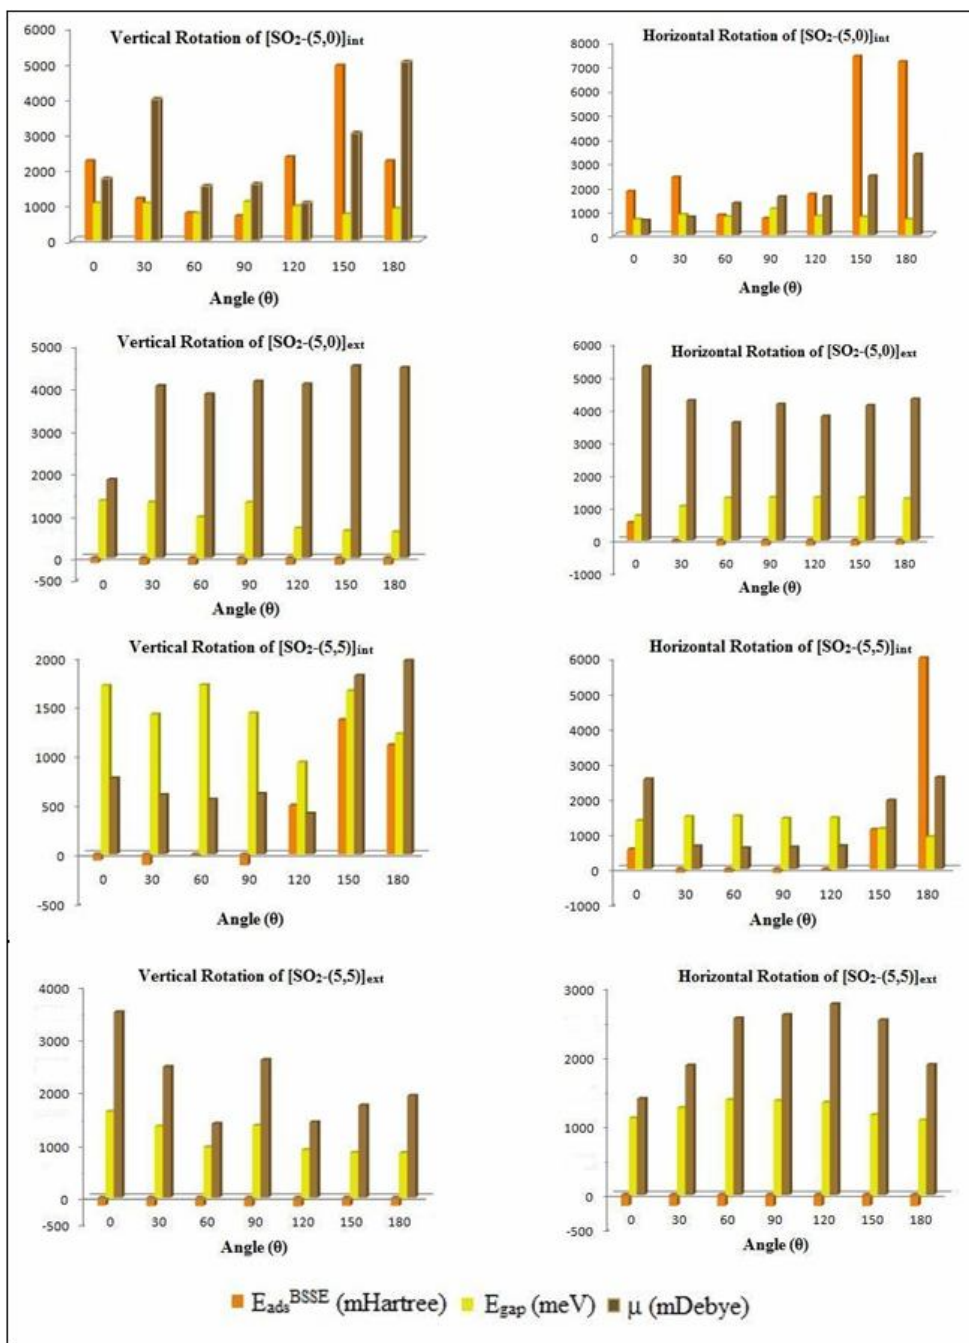 Vertical Rotation of [SO₂-(5,0)]int
6000
5000
4000
3000
2000
1000
0
0 30 60 90 120 150 180
Angle (θ)
Horizontal Rotation of [SO₂-(5,0)]int
8000
7000
6000
5000
4000
3000
2000
1000
0
0 30 60 90 120 150 180
Angle (θ)
Vertical Rotation of [SO₂-(5,0)]ext
5000
4000
3000
2000
1000
0
-500
0 30 60 90 120 150 180
Angle (θ)
Horizontal Rotation of [SO₂-(5,0)]ext
6000
5000
4000
3000
2000
1000
0
-1000
0 30 60 90 120 150 180
Angle (θ)
Vertical Rotation of [SO₂-(5,5)]int
2000
1500
1000
500
0
-500
0 30 60 90 120 150 180
Angle (θ)
Horizontal Rotation of [SO₂-(5,5)]int
6000
5000
4000
3000
2000
1000
0
-1000
0 30 60 90 120 150 180
Angle (θ)
Vertical Rotation of [SO₂-(5,5)]ext
4000
3000
2000
1000
0
-500
0 30 60 90 120 150 180
Angle (θ)
Horizontal Rotation of [SO₂-(5,5)]ext
3000
2000
1000
0
-500
0 30 60 90 120 150 180
Angle (θ)
Eads^BSSE (mHartree) Egap (meV) μ (mDebye)